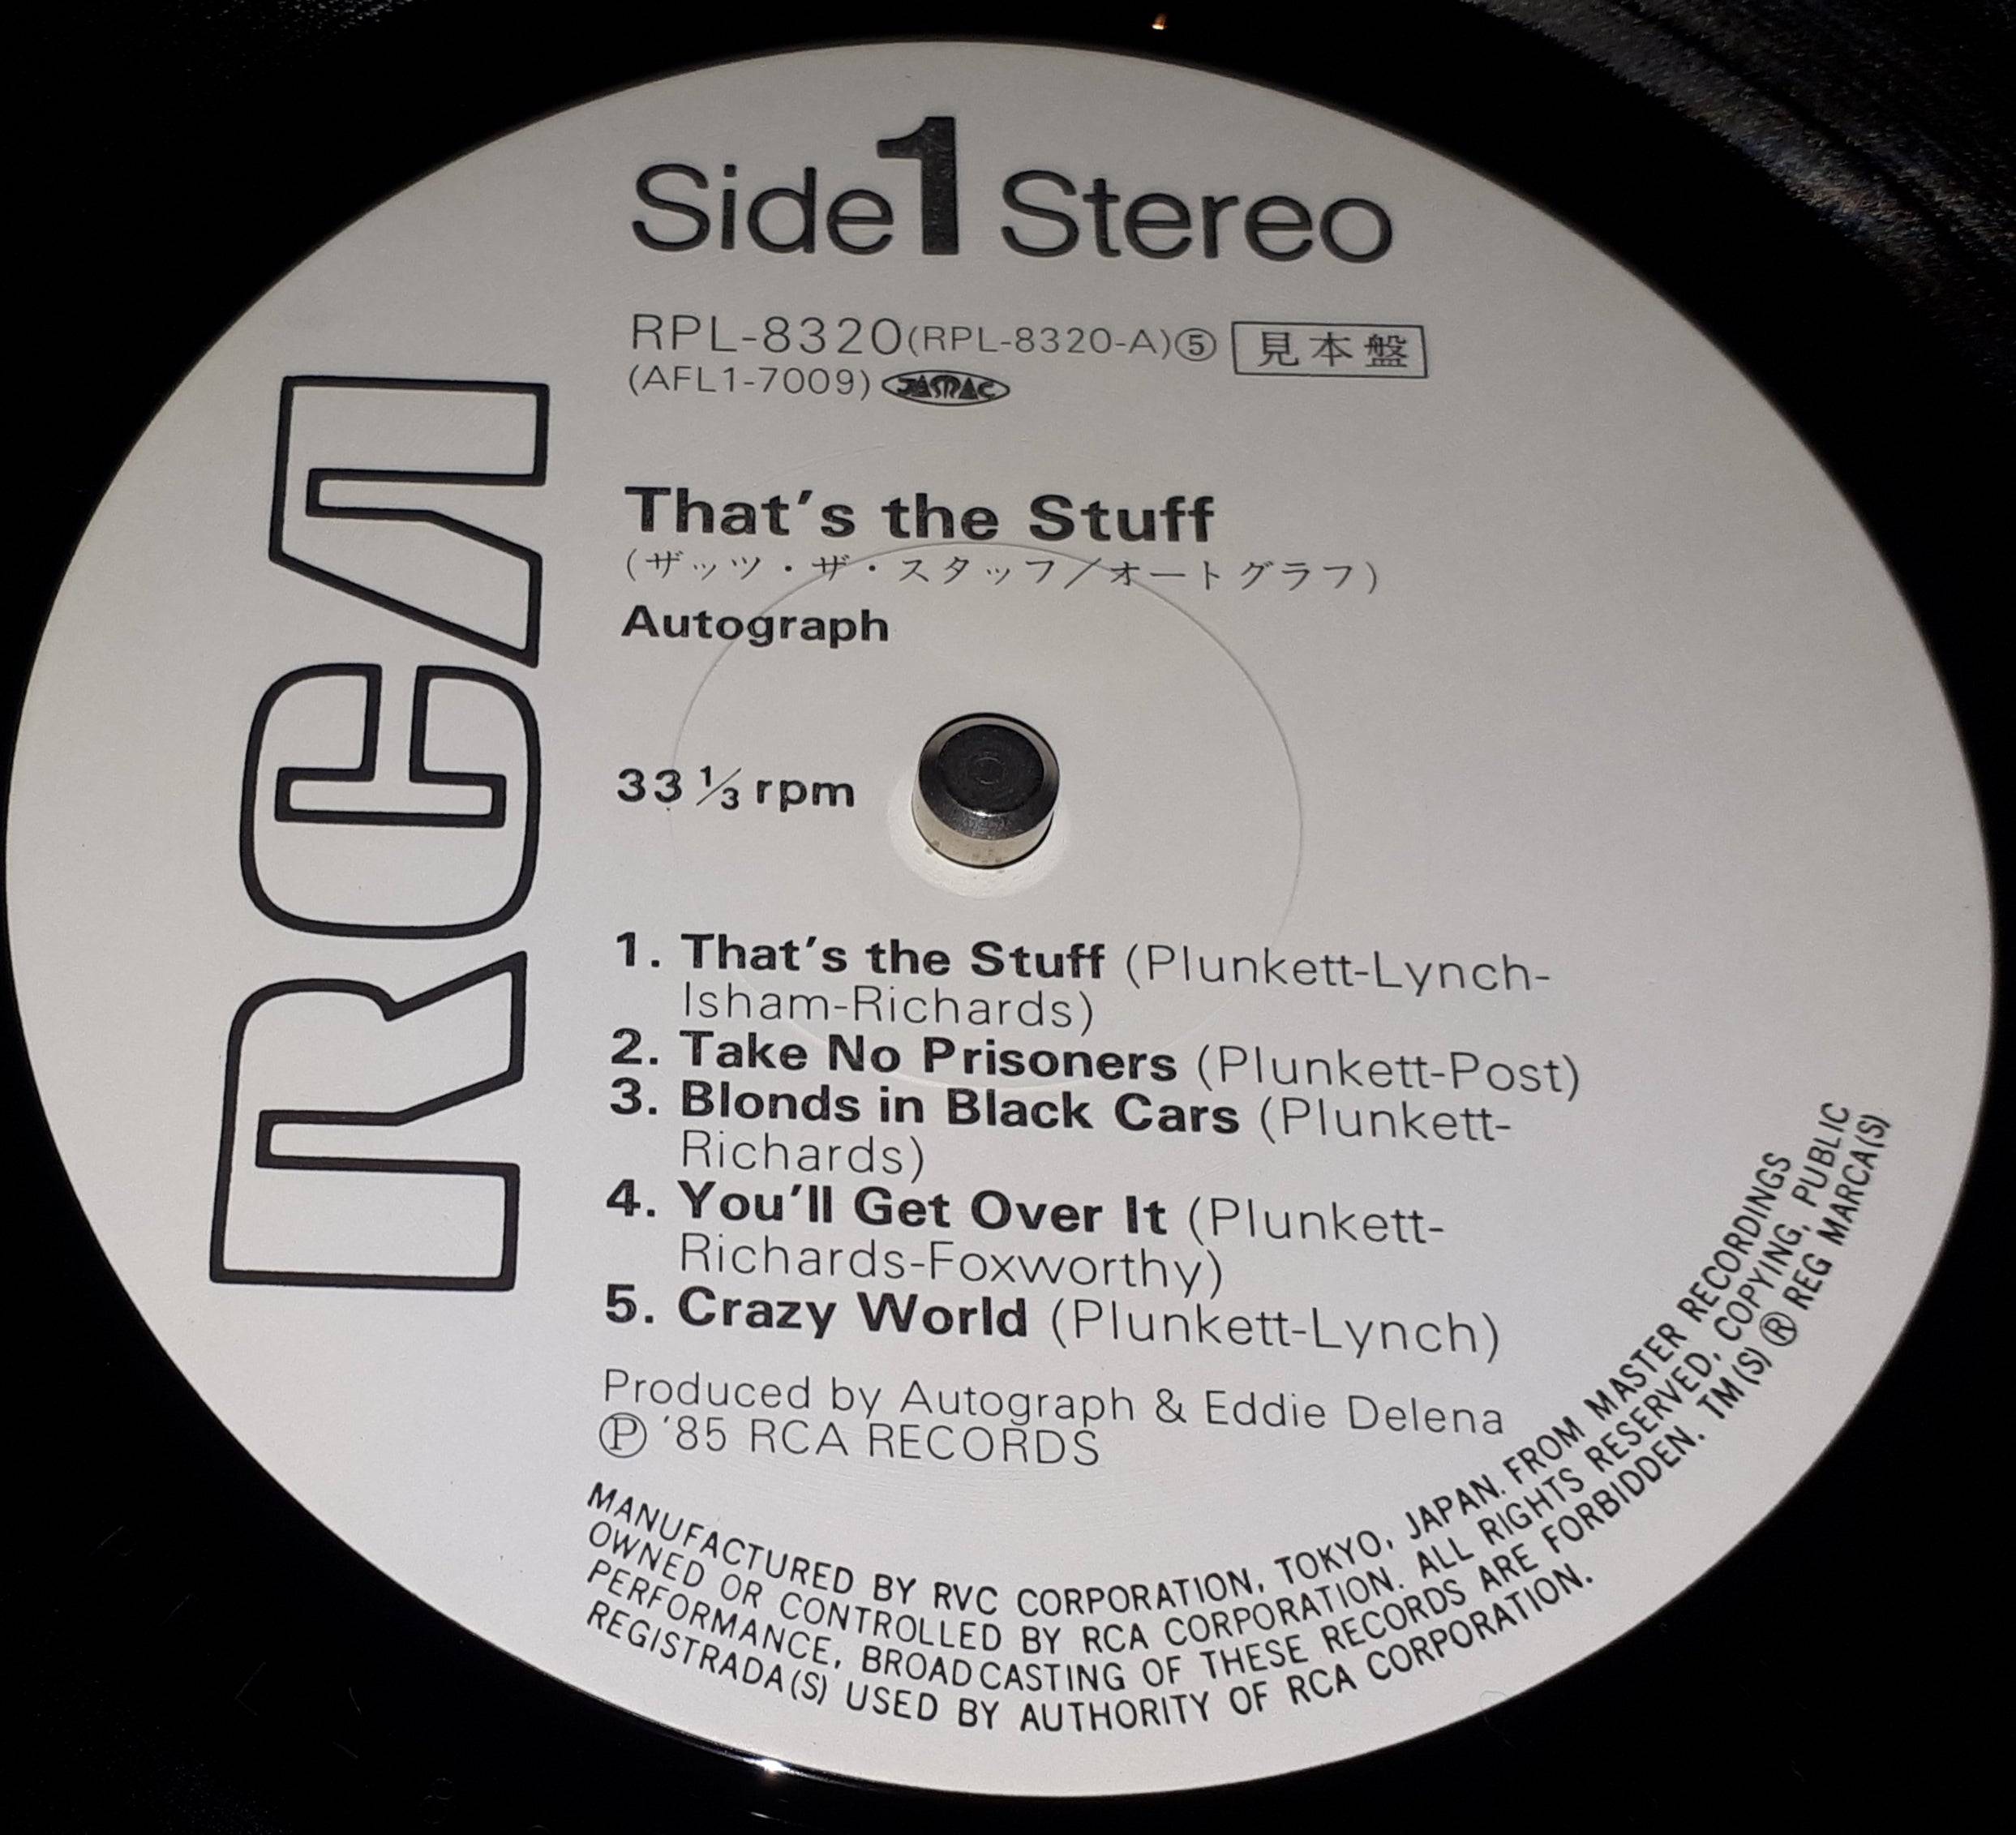 Side 1 Stereo
RPL-8320(RPL-8320-A)⑤ 見本盤
(AFL1-7009) JASRAC
RCA
That's the Stuff
(ザッツ・ザ・スタッフ/オートグラフ)
Autograph
33 1/3 rpm
1. That's the Stuff (Plunkett-Lynch-
Isham-Richards)
2. Take No Prisoners (Plunkett-Post)
3. Blonds in Black Cars (Plunkett-
Richards)
4. You'll Get Over It (Plunkett-
Richards-Foxworthy)
5. Crazy World (Plunkett-Lynch)
Produced by Autograph & Eddie Delena
Ⓟ '85 RCA RECORDS
MANUFACTURED BY RVC CORPORATION, TOKYO, JAPAN. FROM MASTER RECORDINGS
OWNED OR CONTROLLED BY RCA CORPORATION. ALL RIGHTS RESERVED, COPYING, PUBLIC
PERFORMANCE, BROADCASTING OF THESE RECORDS ARE FORBIDDEN. TM(S) ® REG MARCA(S)
REGISTRADA(S) USED BY AUTHORITY OF RCA CORPORATION.